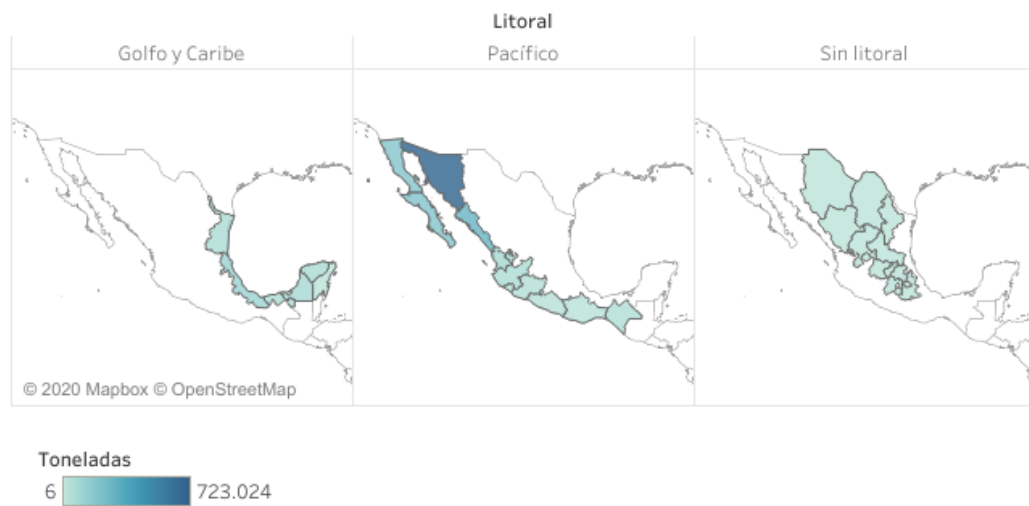 Litoral
Golfo y Caribe
Pacífico
Sin litoral
© 2020 Mapbox © OpenStreetMap
Toneladas
6
723.024